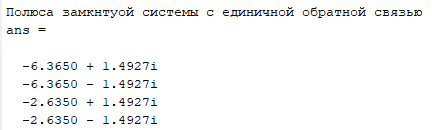 Полюса замкнтуой системы с единичной обратной связью
ans =
-6.3650 + 1.4927i
-6.3650 - 1.4927i
-2.6350 + 1.4927i
-2.6350 - 1.4927i